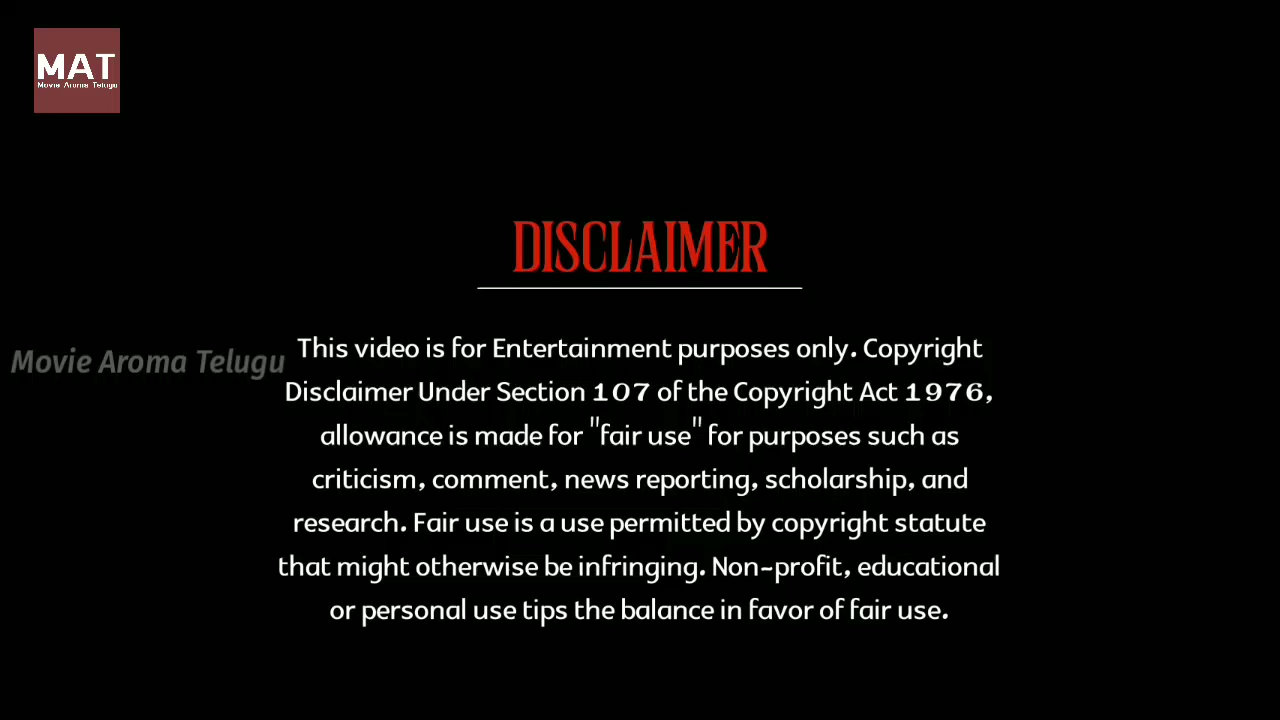 MAT
Movie Aroma Telugu
DISCLAIMER
Movie Aroma Telugu
This video is for Entertainment purposes only. Copyright
Disclaimer Under Section 107 of the Copyright Act 1976,
allowance is made for "fair use" for purposes such as
criticism, comment, news reporting, scholarship, and
research. Fair use is a use permitted by copyright statute
that might otherwise be infringing. Non-profit, educational
or personal use tips the balance in favor of fair use.